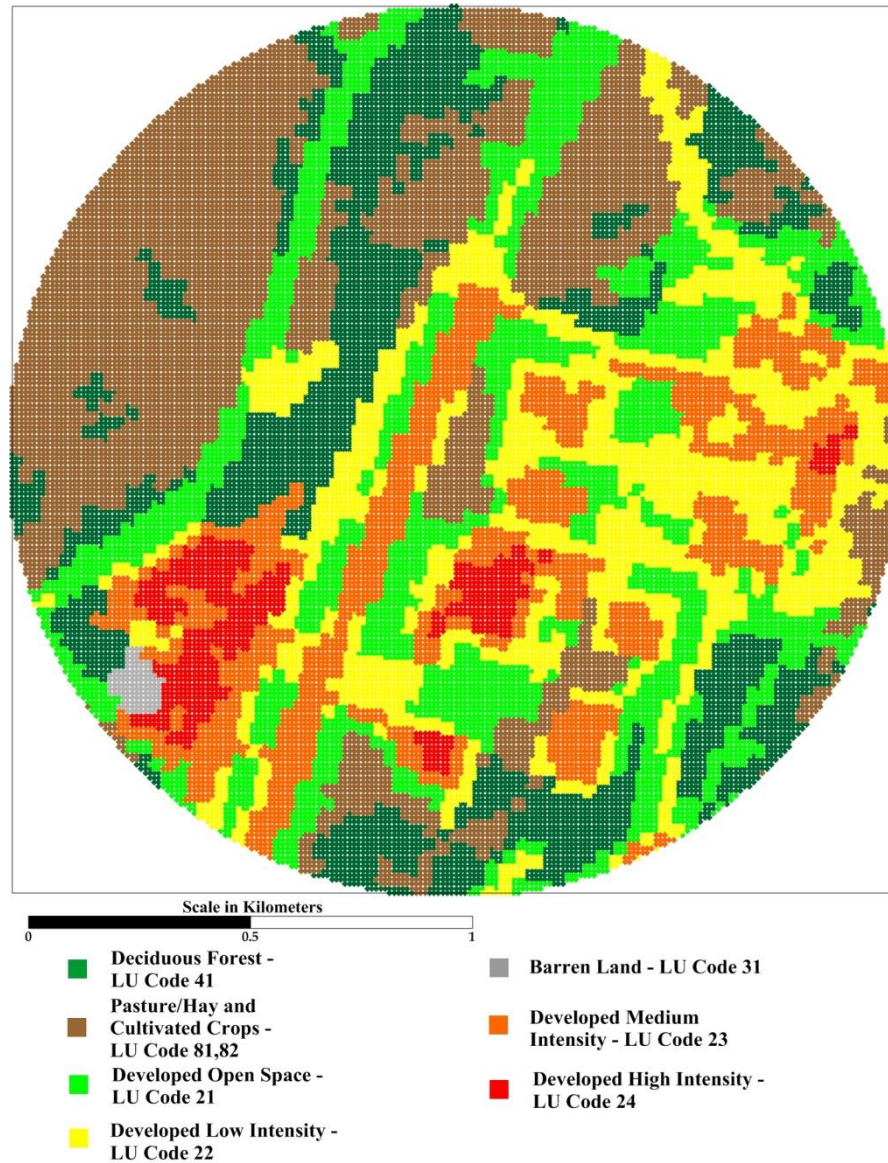 Scale in Kilometers
0 0.5 1
Deciduous Forest -
LU Code 41
Pasture/Hay and
Cultivated Crops -
LU Code 81,82
Developed Open Space -
LU Code 21
Developed Low Intensity -
LU Code 22
Barren Land - LU Code 31
Developed Medium
Intensity - LU Code 23
Developed High Intensity -
LU Code 24